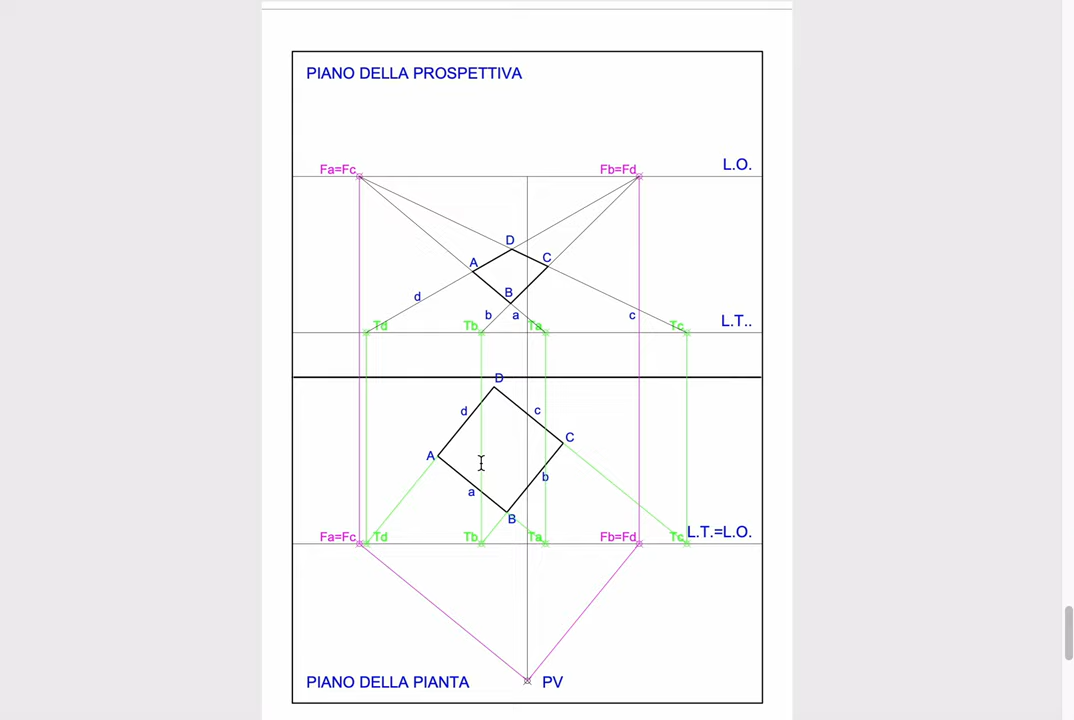 PIANO DELLA PROSPETTIVA
L.O.
Fa=Fc
Fb=Fd
D
A
C
B
d
b
a
c
L.T..
Td
Tb
Ta
Tc
D
d
c
C
A
b
a
B
L.T.=L.O.
Fa=Fc
Td
Tb
Ta
Fb=Fd
Tc
PIANO DELLA PIANTA
PV